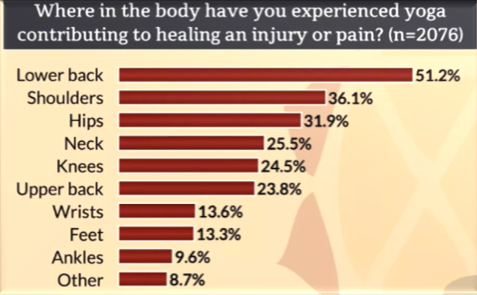 Where in the body have you experienced yoga
contributing to healing an injury or pain? (n=2076)
Lower back 51.2%
Shoulders 36.1%
Hips 31.9%
Neck 25.5%
Knees 24.5%
Upper back 23.8%
Wrists 13.6%
Feet 13.3%
Ankles 9.6%
Other 8.7%